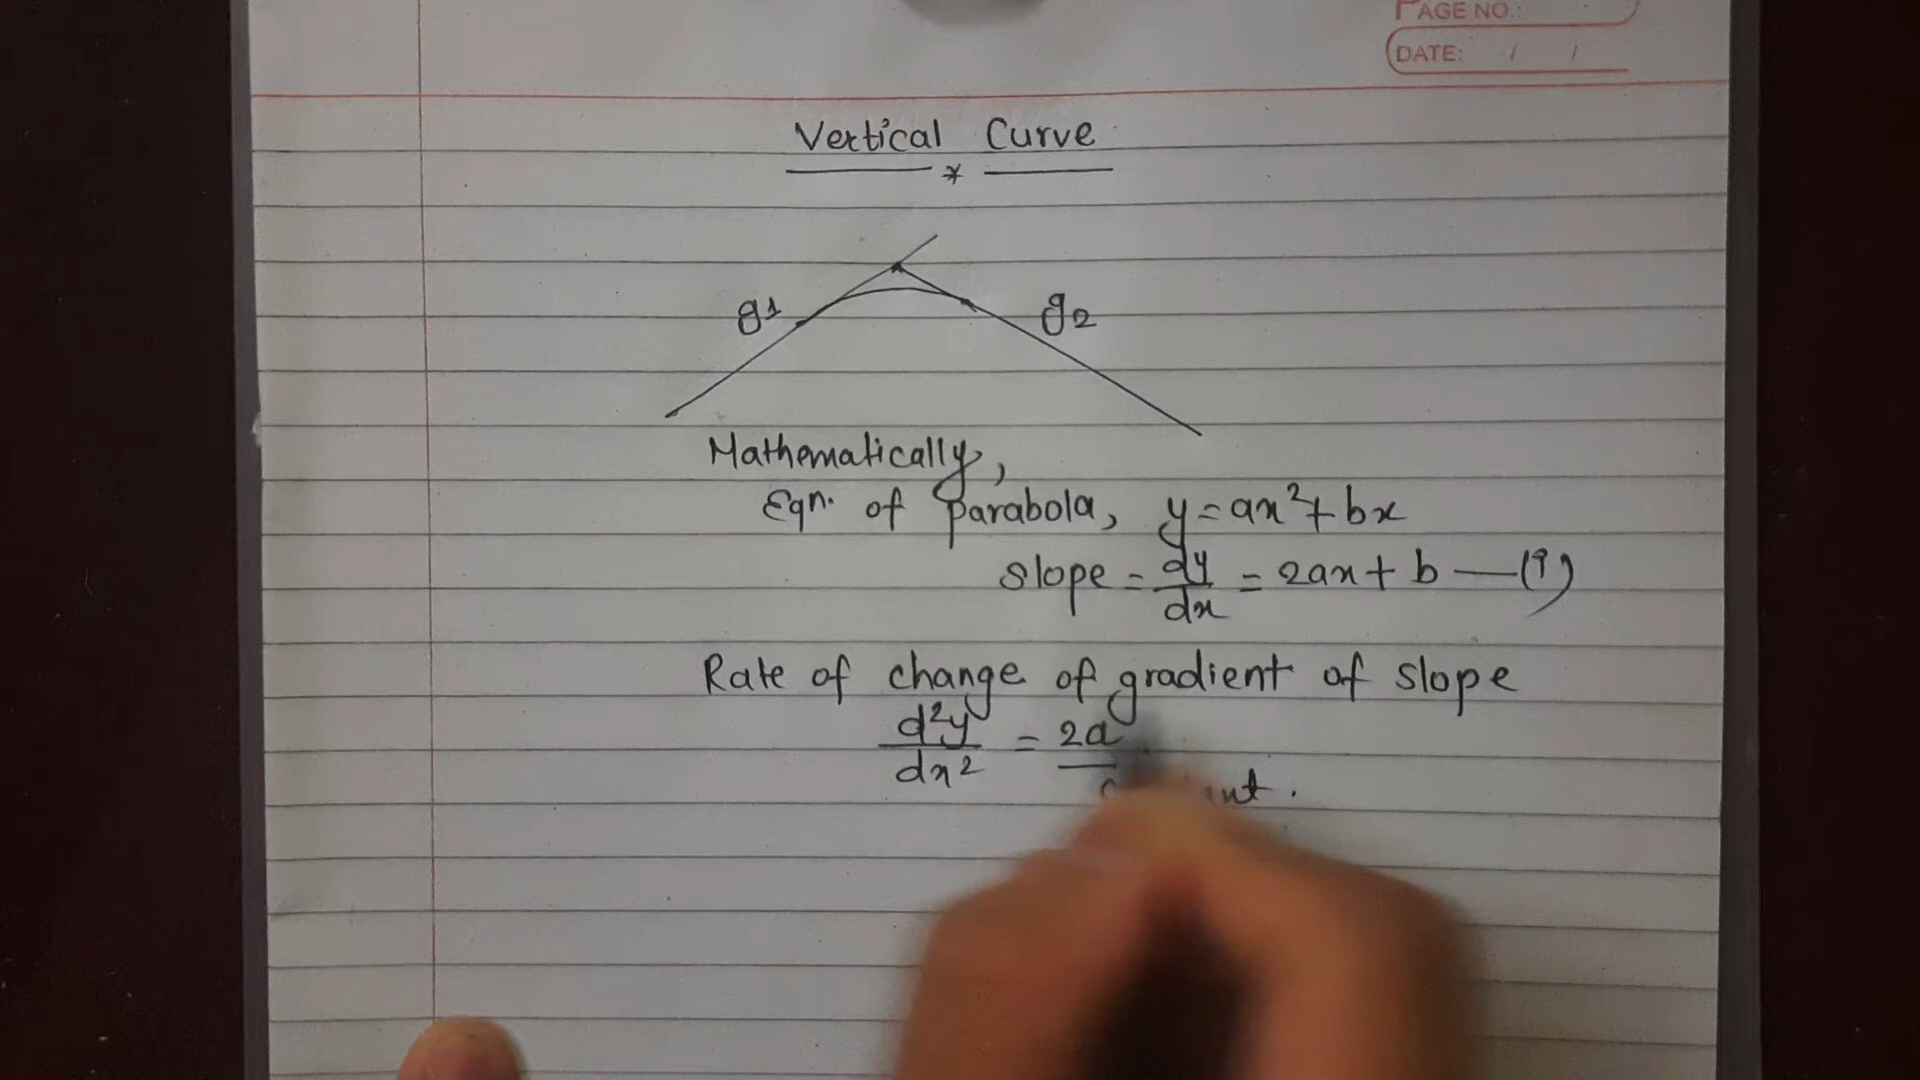 PAGE NO.:
DATE: / /
Vertical Curve
*
g1
g2
Mathematically,
Eqn. of parabola, y = ax²+ bx
slope = dy/dx = 2ax + b — (i)
Rate of change of gradient of slope
d²y/dx² = 2a